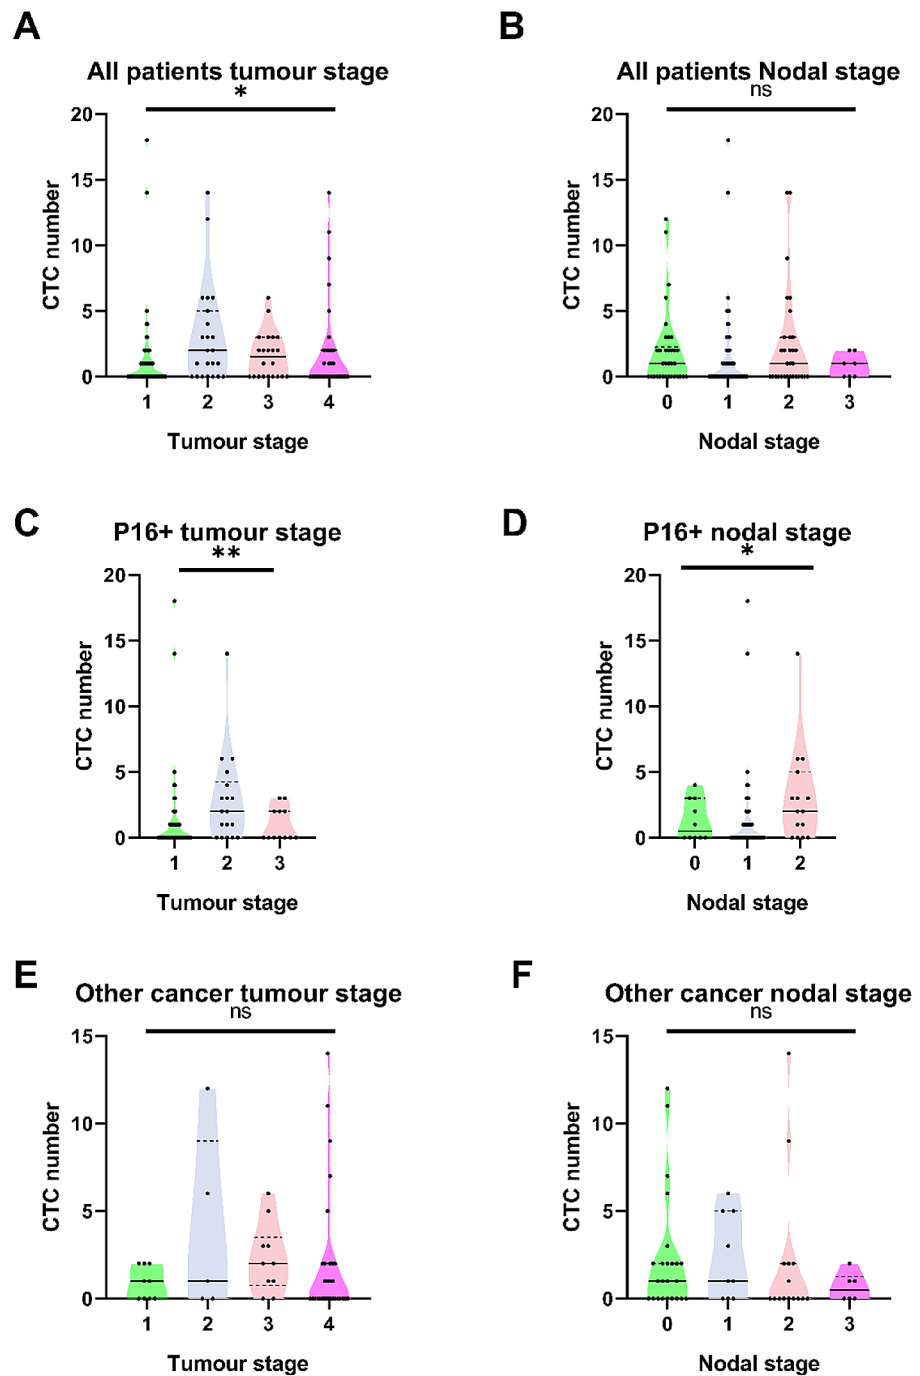 A
All patients tumour stage
*
20
15
10
5
0
CTC number
1 2 3 4
Tumour stage
B
All patients Nodal stage
ns
20
15
10
5
0
CTC number
0 1 2 3
Nodal stage
C
P16+ tumour stage
**
20
15
10
5
0
CTC number
1 2 3
Tumour stage
D
P16+ nodal stage
*
20
15
10
5
0
CTC number
0 1 2
Nodal stage
E
Other cancer tumour stage
ns
15
10
5
0
CTC number
1 2 3 4
Tumour stage
F
Other cancer nodal stage
ns
15
10
5
0
CTC number
0 1 2 3
Nodal stage